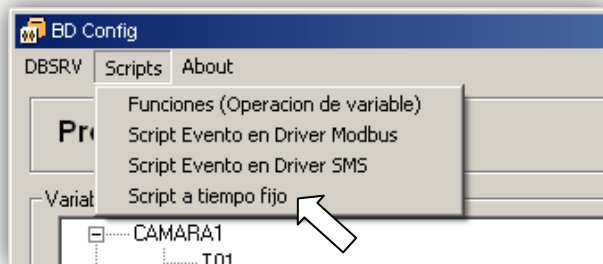 BD Config
DBSRV Scripts About
Funciones (Operacion de variable)
Script Evento en Driver Modbus
Script Evento en Driver SMS
Script a tiempo fijo
CAMARA1
T01